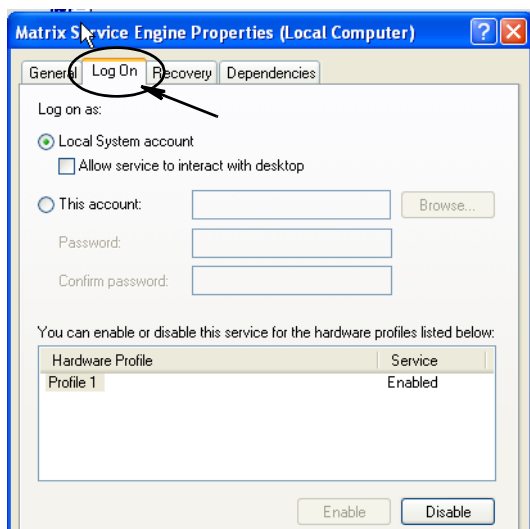 Matrix Service Engine Properties (Local Computer)
General Log On Recovery Dependencies
Log on as:
Local System account
Allow service to interact with desktop
This account: Browse...
Password:
Confirm password:
You can enable or disable this service for the hardware profiles listed below:
Hardware Profile Service
Profile 1 Enabled
Enable Disable